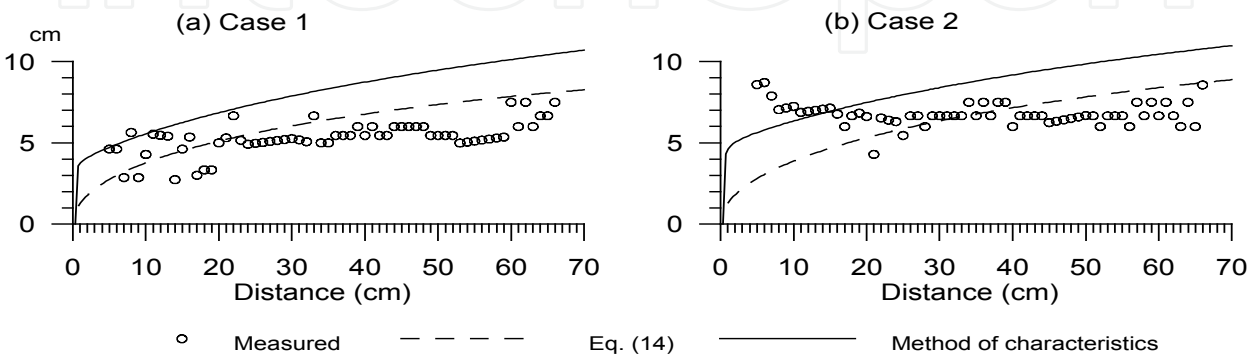 (a) Case 1
(b) Case 2
cm
10
5
0
0 10 20 30 40 50 60 70
Distance (cm)
10
5
0
0 10 20 30 40 50 60 70
Distance (cm)
Measured
Eq. (14)
Method of characteristics